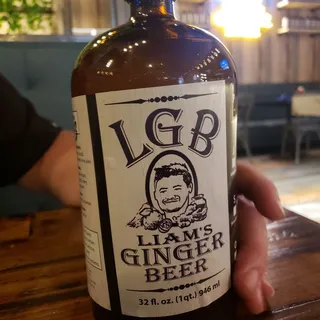 LGB
LIAM'S
GINGER
BEER
32 fl. oz. (1qt.) 946 ml